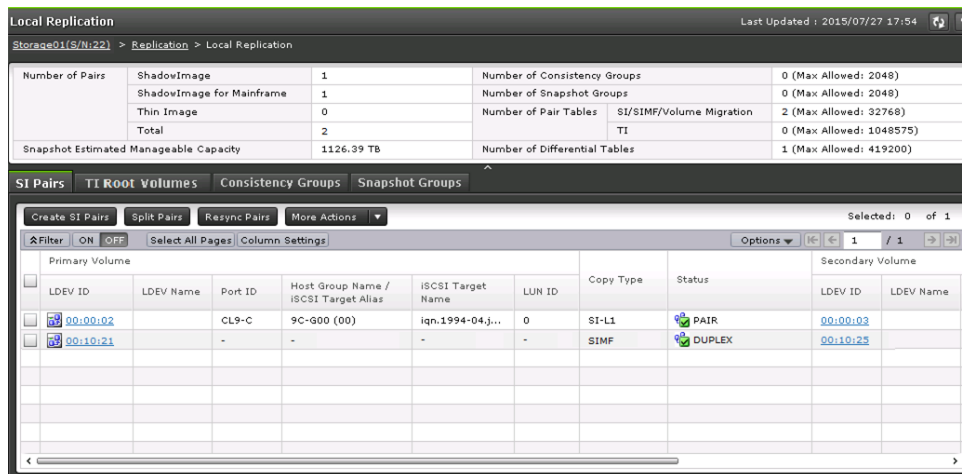 Local Replication Last Updated : 2015/07/27 17:54
Storage01(S/N:22) > Replication > Local Replication
Number of Pairs ShadowImage 1 Number of Consistency Groups 0 (Max Allowed: 2048)
ShadowImage for Mainframe 1 Number of Snapshot Groups 0 (Max Allowed: 2048)
Thin Image 0 Number of Pair Tables SI/SIMF/Volume Migration 2 (Max Allowed: 32768)
Total 2 TI 0 (Max Allowed: 1048575)
Snapshot Estimated Manageable Capacity 1126.39 TB Number of Differential Tables 1 (Max Allowed: 419200)
SI Pairs TI Root Volumes Consistency Groups Snapshot Groups
Create SI Pairs Split Pairs Resync Pairs More Actions Selected: 0 of 1
Filter ON OFF Select All Pages Column Settings Options 1 / 1
Primary Volume Copy Type Status Secondary Volume
LDEV ID LDEV Name Port ID Host Group Name / iSCSI Target Name LUN ID LDEV ID LDEV Name
iSCSI Target Alias
00:00:02 CL9-C 9C-G00 (00) iqn.1994-04.j... 0 SI-L1 PAIR 00:00:03
00:10:21 - - - - SIMF DUPLEX 00:10:25